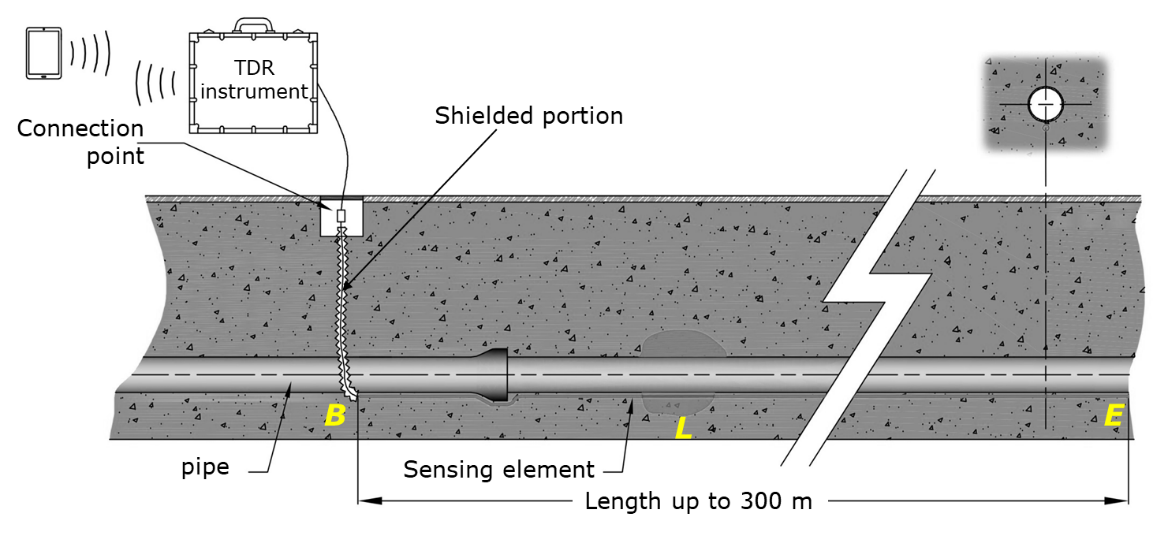 TDR
instrument
Connection
point
Shielded portion
B
L
E
pipe
Sensing element
Length up to 300 m